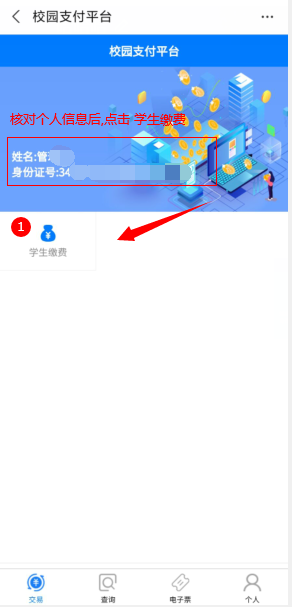 校园支付平台
校园支付平台
核对个人信息后,点击 学生缴费
姓名:管
身份证号:34
1
学生缴费
交易
查询
电子票
个人